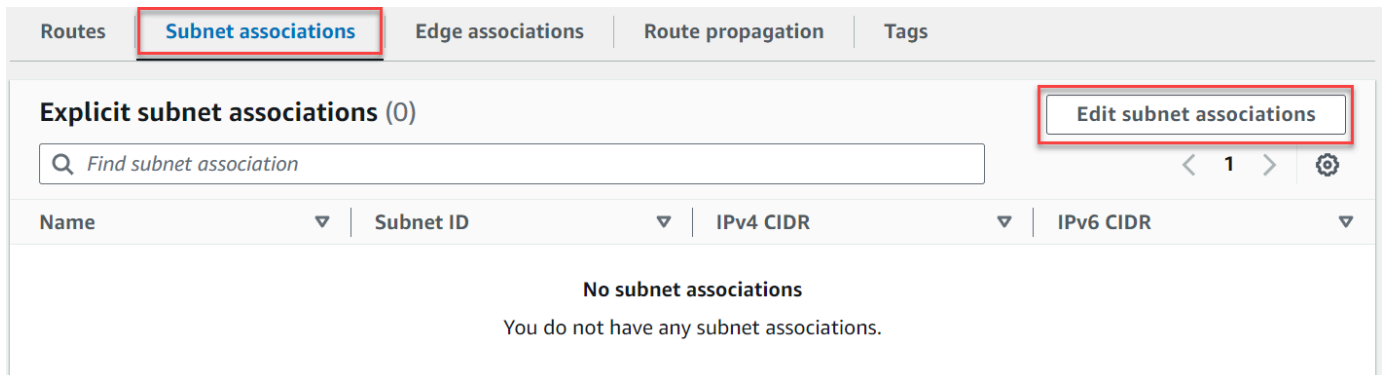 Routes Subnet associations Edge associations Route propagation Tags
Explicit subnet associations (0)
Edit subnet associations
Find subnet association
1
Name Subnet ID IPv4 CIDR IPv6 CIDR
No subnet associations
You do not have any subnet associations.